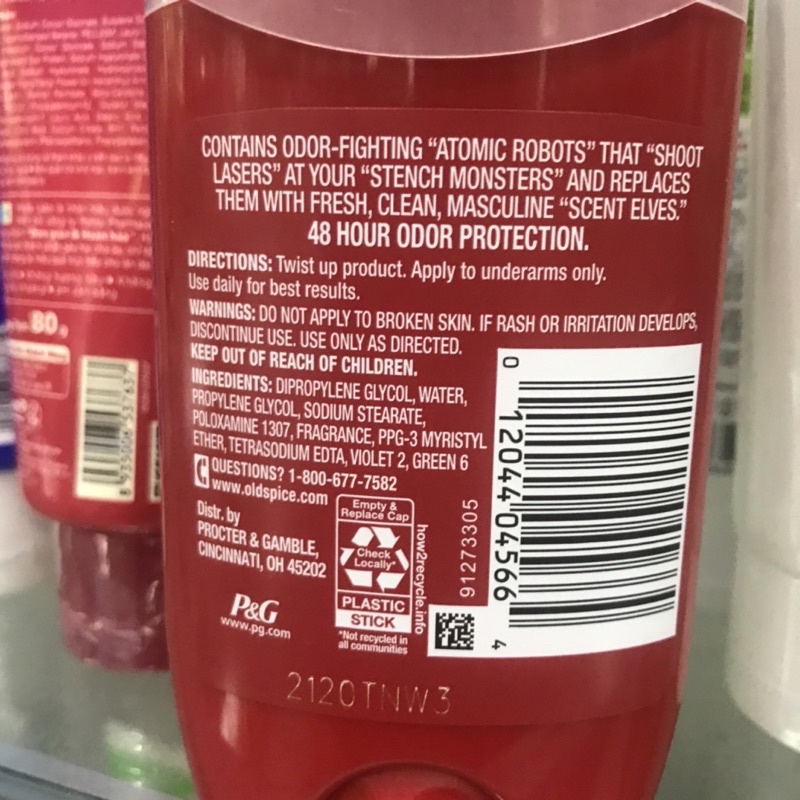 CONTAINS ODOR-FIGHTING “ATOMIC ROBOTS” THAT “SHOOT
LASERS” AT YOUR “STENCH MONSTERS” AND REPLACES
THEM WITH FRESH, CLEAN, MASCULINE “SCENT ELVES.”
48 HOUR ODOR PROTECTION.
DIRECTIONS: Twist up product. Apply to underarms only.
Use daily for best results.
WARNINGS: DO NOT APPLY TO BROKEN SKIN. IF RASH OR IRRITATION DEVELOPS,
DISCONTINUE USE. USE ONLY AS DIRECTED.
KEEP OUT OF REACH OF CHILDREN.
INGREDIENTS: DIPROPYLENE GLYCOL, WATER,
PROPYLENE GLYCOL, SODIUM STEARATE,
POLOXAMINE 1307, FRAGRANCE, PPG-3 MYRISTYL
ETHER, TETRASODIUM EDTA, VIOLET 2, GREEN 6
QUESTIONS? 1-800-677-7582
www.oldspice.com
Distr. by
PROCTER & GAMBLE,
CINCINNATI, OH 45202
P&G
www.pg.com
Empty &
Replace Cap
Check
Locally*
PLASTIC
STICK
*Not recycled in
all communities
how2recycle.info
91273305
0 12044 04566 4
2120TNW3
80